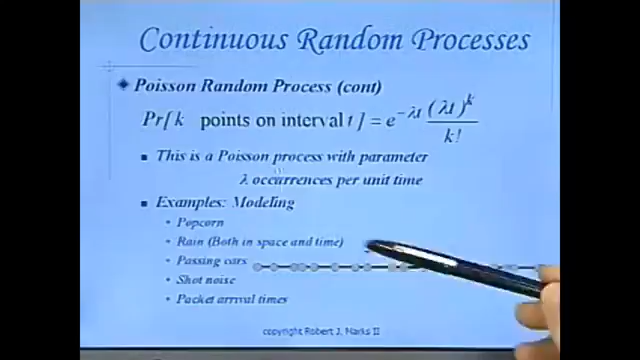 Continuous Random Processes
Poisson Random Process (cont)
Pr[ k points on interval t ] = e^{-λt} (λt)^k / k!
This is a Poisson process with parameter
λ occurrences per unit time
Examples: Modeling
Popcorn
Rain (Both in space and time)
Passing cars
Shot noise
Packet arrival times
copyright Robert J. Marks II